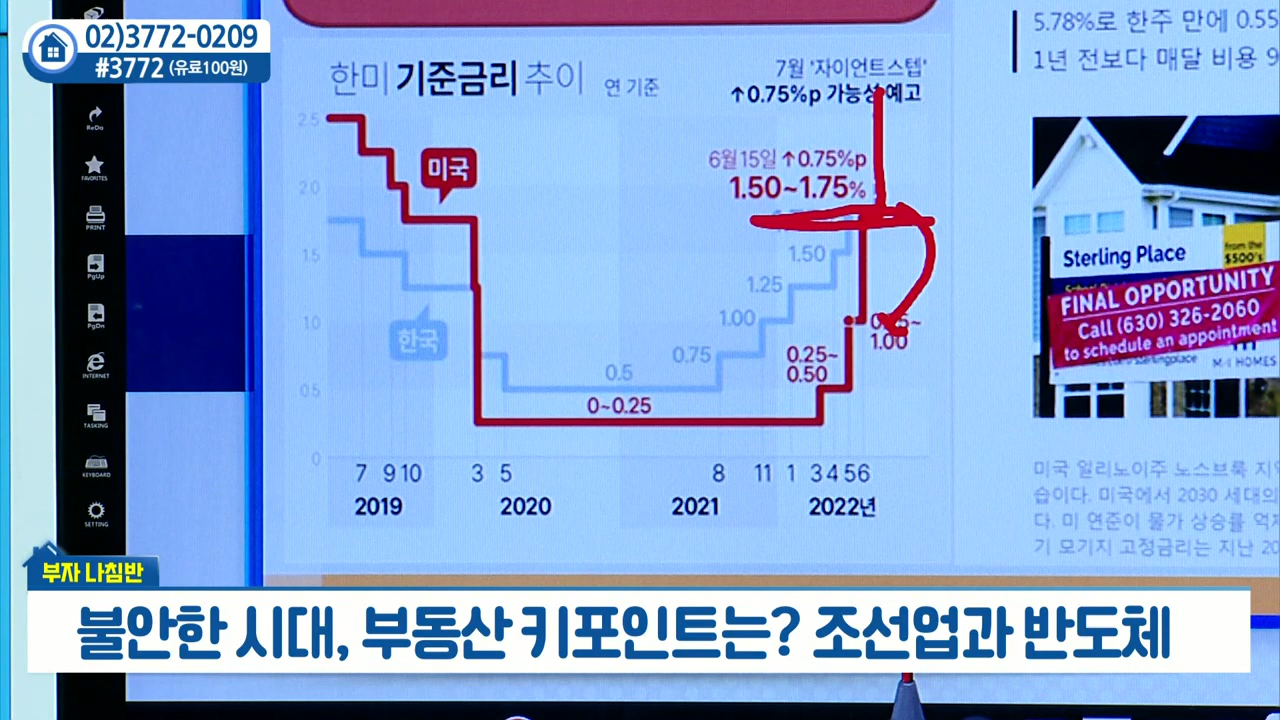 02)3772-0209
#3772 (유료100원)
ReDo
FAVORITES
PRINT
PgUp
PgDn
INTERNET
TASKING
KEYBOARD
SETTING
한미 기준금리 추이 연 기준
7월 '자이언트스텝'
↑0.75%p 가능성 예고
6월 15일 ↑0.75%p
1.50~1.75%
미국
한국
2.5
2.0
1.5
10
0.5
0
1.50
1.25
1.00
0.75
0.5
0~0.25
0.25~
0.50
1.00
7 9 10 3 5 8 11 1 3 4 5 6
2019 2020 2021 2022년
5.78%로 한주 만에 0.55
1년 전보다 매달 비용 9
Sterling Place
from the
$500's
FINAL OPPORTUNITY
Call (630) 326-2060
to schedule an appointment
M/I HOMES
미국 일리노이주 노스브룩 지역
습이다. 미국에서 2030 세대의
다. 미 연준이 물가 상승률 억제
기 모기지 고정금리는 지난 20
부자 나침반
불안한 시대, 부동산 키포인트는? 조선업과 반도체